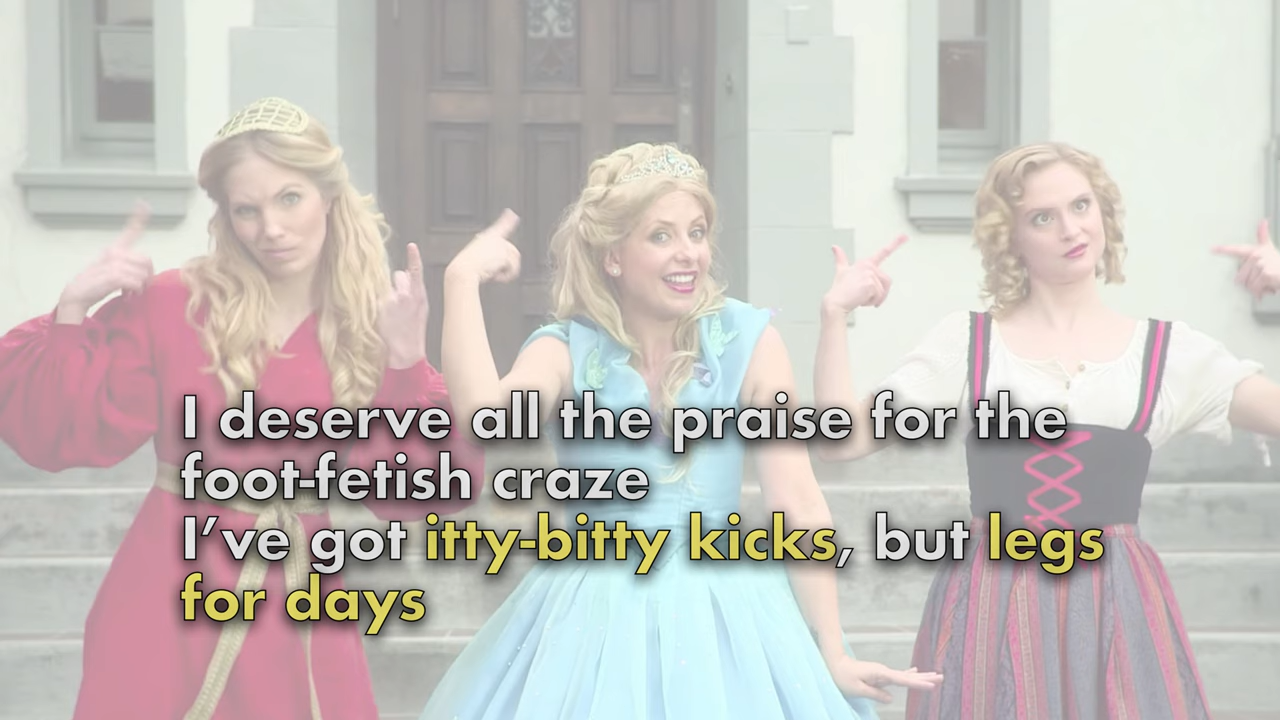 I deserve all the praise for the
foot-fetish craze
I've got itty-bitty kicks, but legs
for days